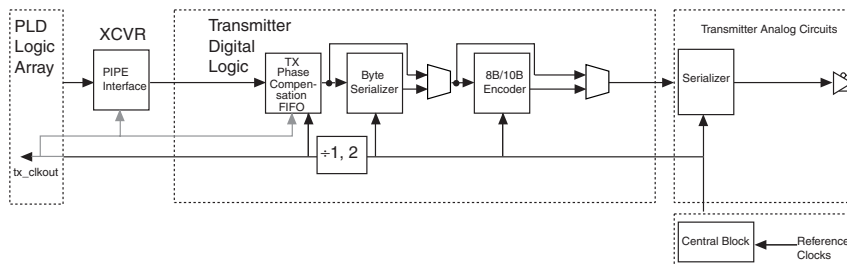 PLD
Logic
Array
XCVR
PIPE
Interface
Transmitter
Digital
Logic
TX
Phase
Compen-
sation
FIFO
Byte
Serializer
8B/10B
Encoder
Transmitter Analog Circuits
Serializer
÷1, 2
tx_clkout
Central Block
Reference
Clocks